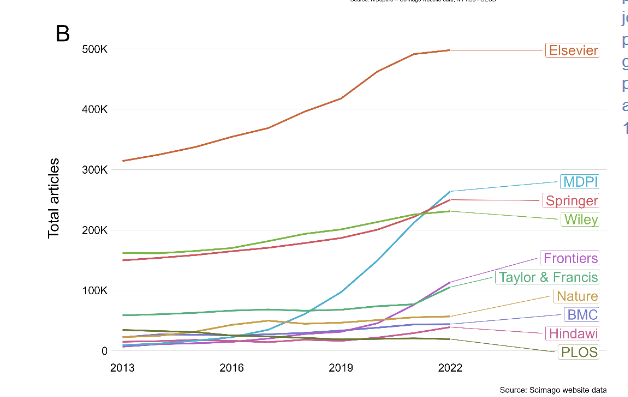 B
500K
Elsevier
400K
300K
MDPI
Springer
200K
Wiley
Frontiers
Taylor & Francis
100K
Nature
BMC
Hindawi
0
PLOS
Total articles
2013
2016
2019
2022
Source: Scimago website data